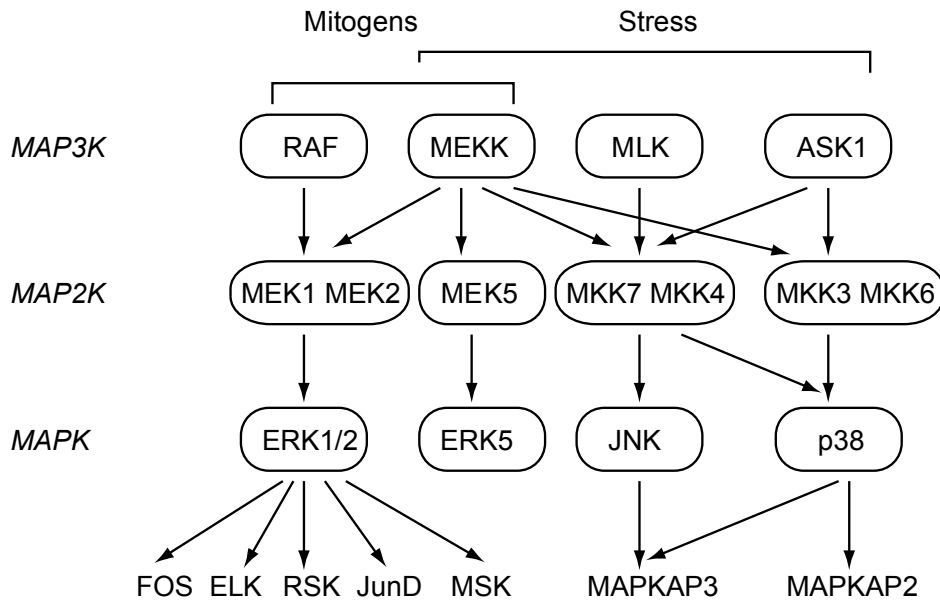 Mitogens Stress
MAP3K RAF MEKK MLK ASK1
MAP2K MEK1 MEK2 MEK5 MKK7 MKK4 MKK3 MKK6
MAPK ERK1/2 ERK5 JNK p38
FOS ELK RSK JunD MSK MAPKAP3 MAPKAP2